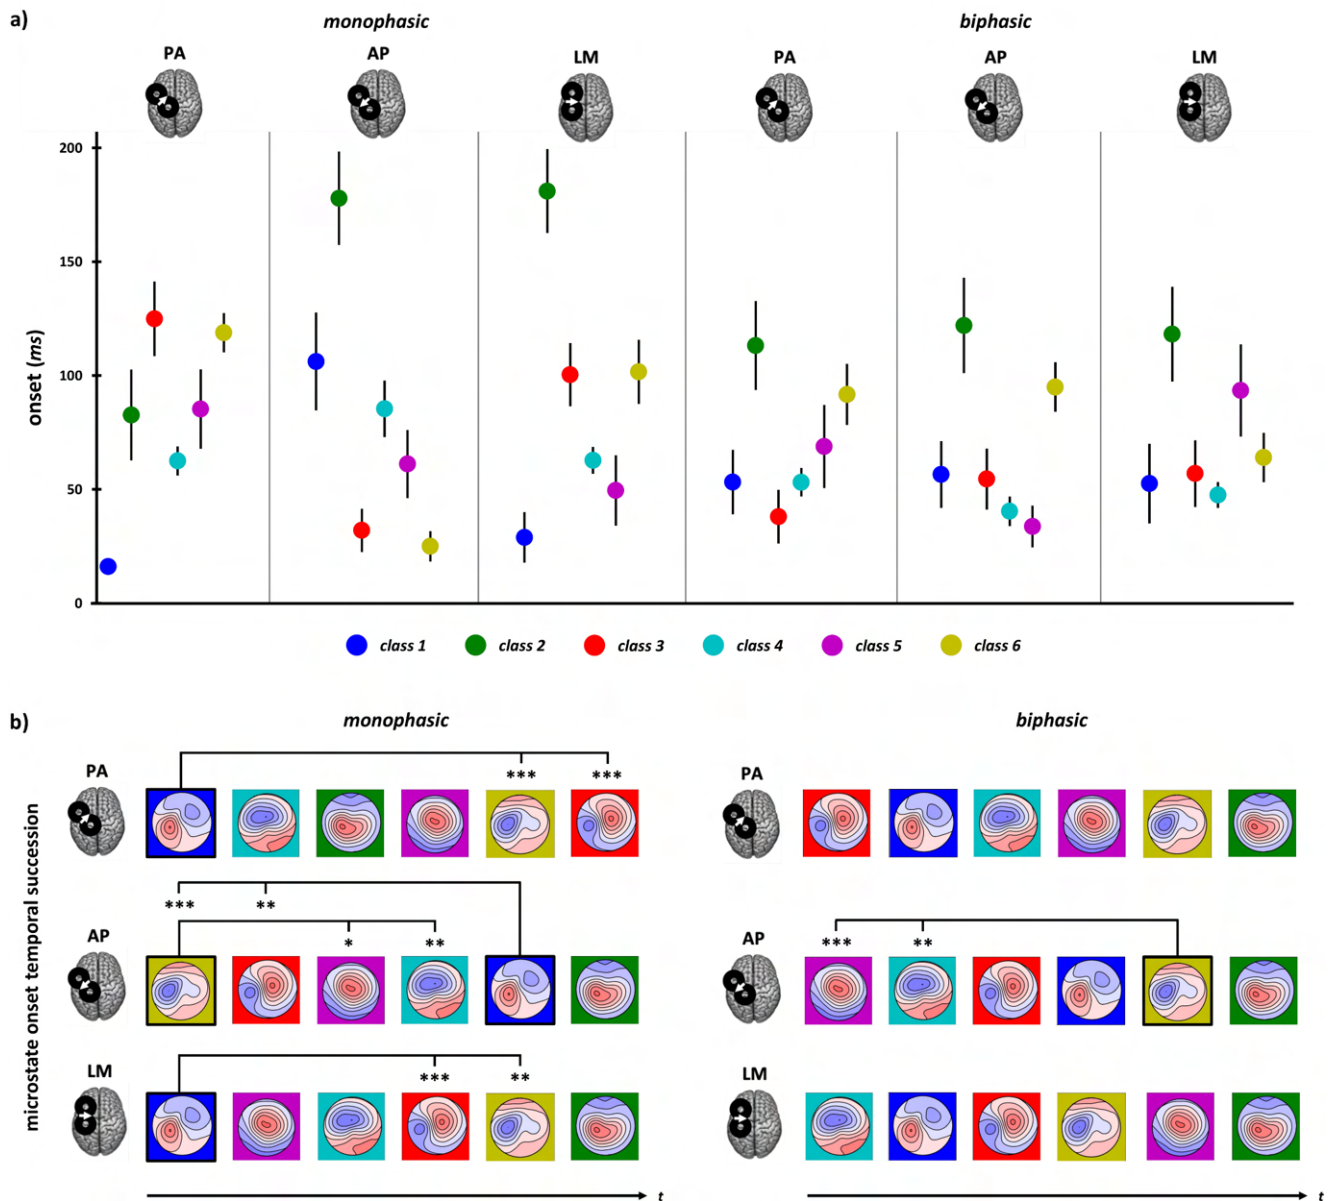 a)
monophasic
biphasic
PA
AP
LM
PA
AP
LM
200
150
100
50
0
onset (ms)
class 1
class 2
class 3
class 4
class 5
class 6
b)
monophasic
biphasic
microstate onset temporal succession
PA
*** ***
PA
*** **
AP
* **
AP
*** **
LM
*** **
LM
t
t